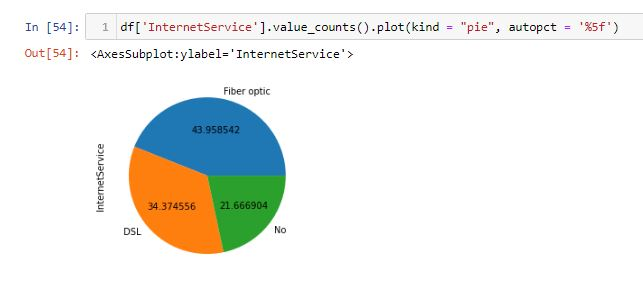 In [54]: 1 df['InternetService'].value_counts().plot(kind = "pie", autopct = '%5f')
Out[54]: <AxesSubplot:ylabel='InternetService'>
Fiber optic
43.958542
InternetService
34.374556 21.666904
DSL No